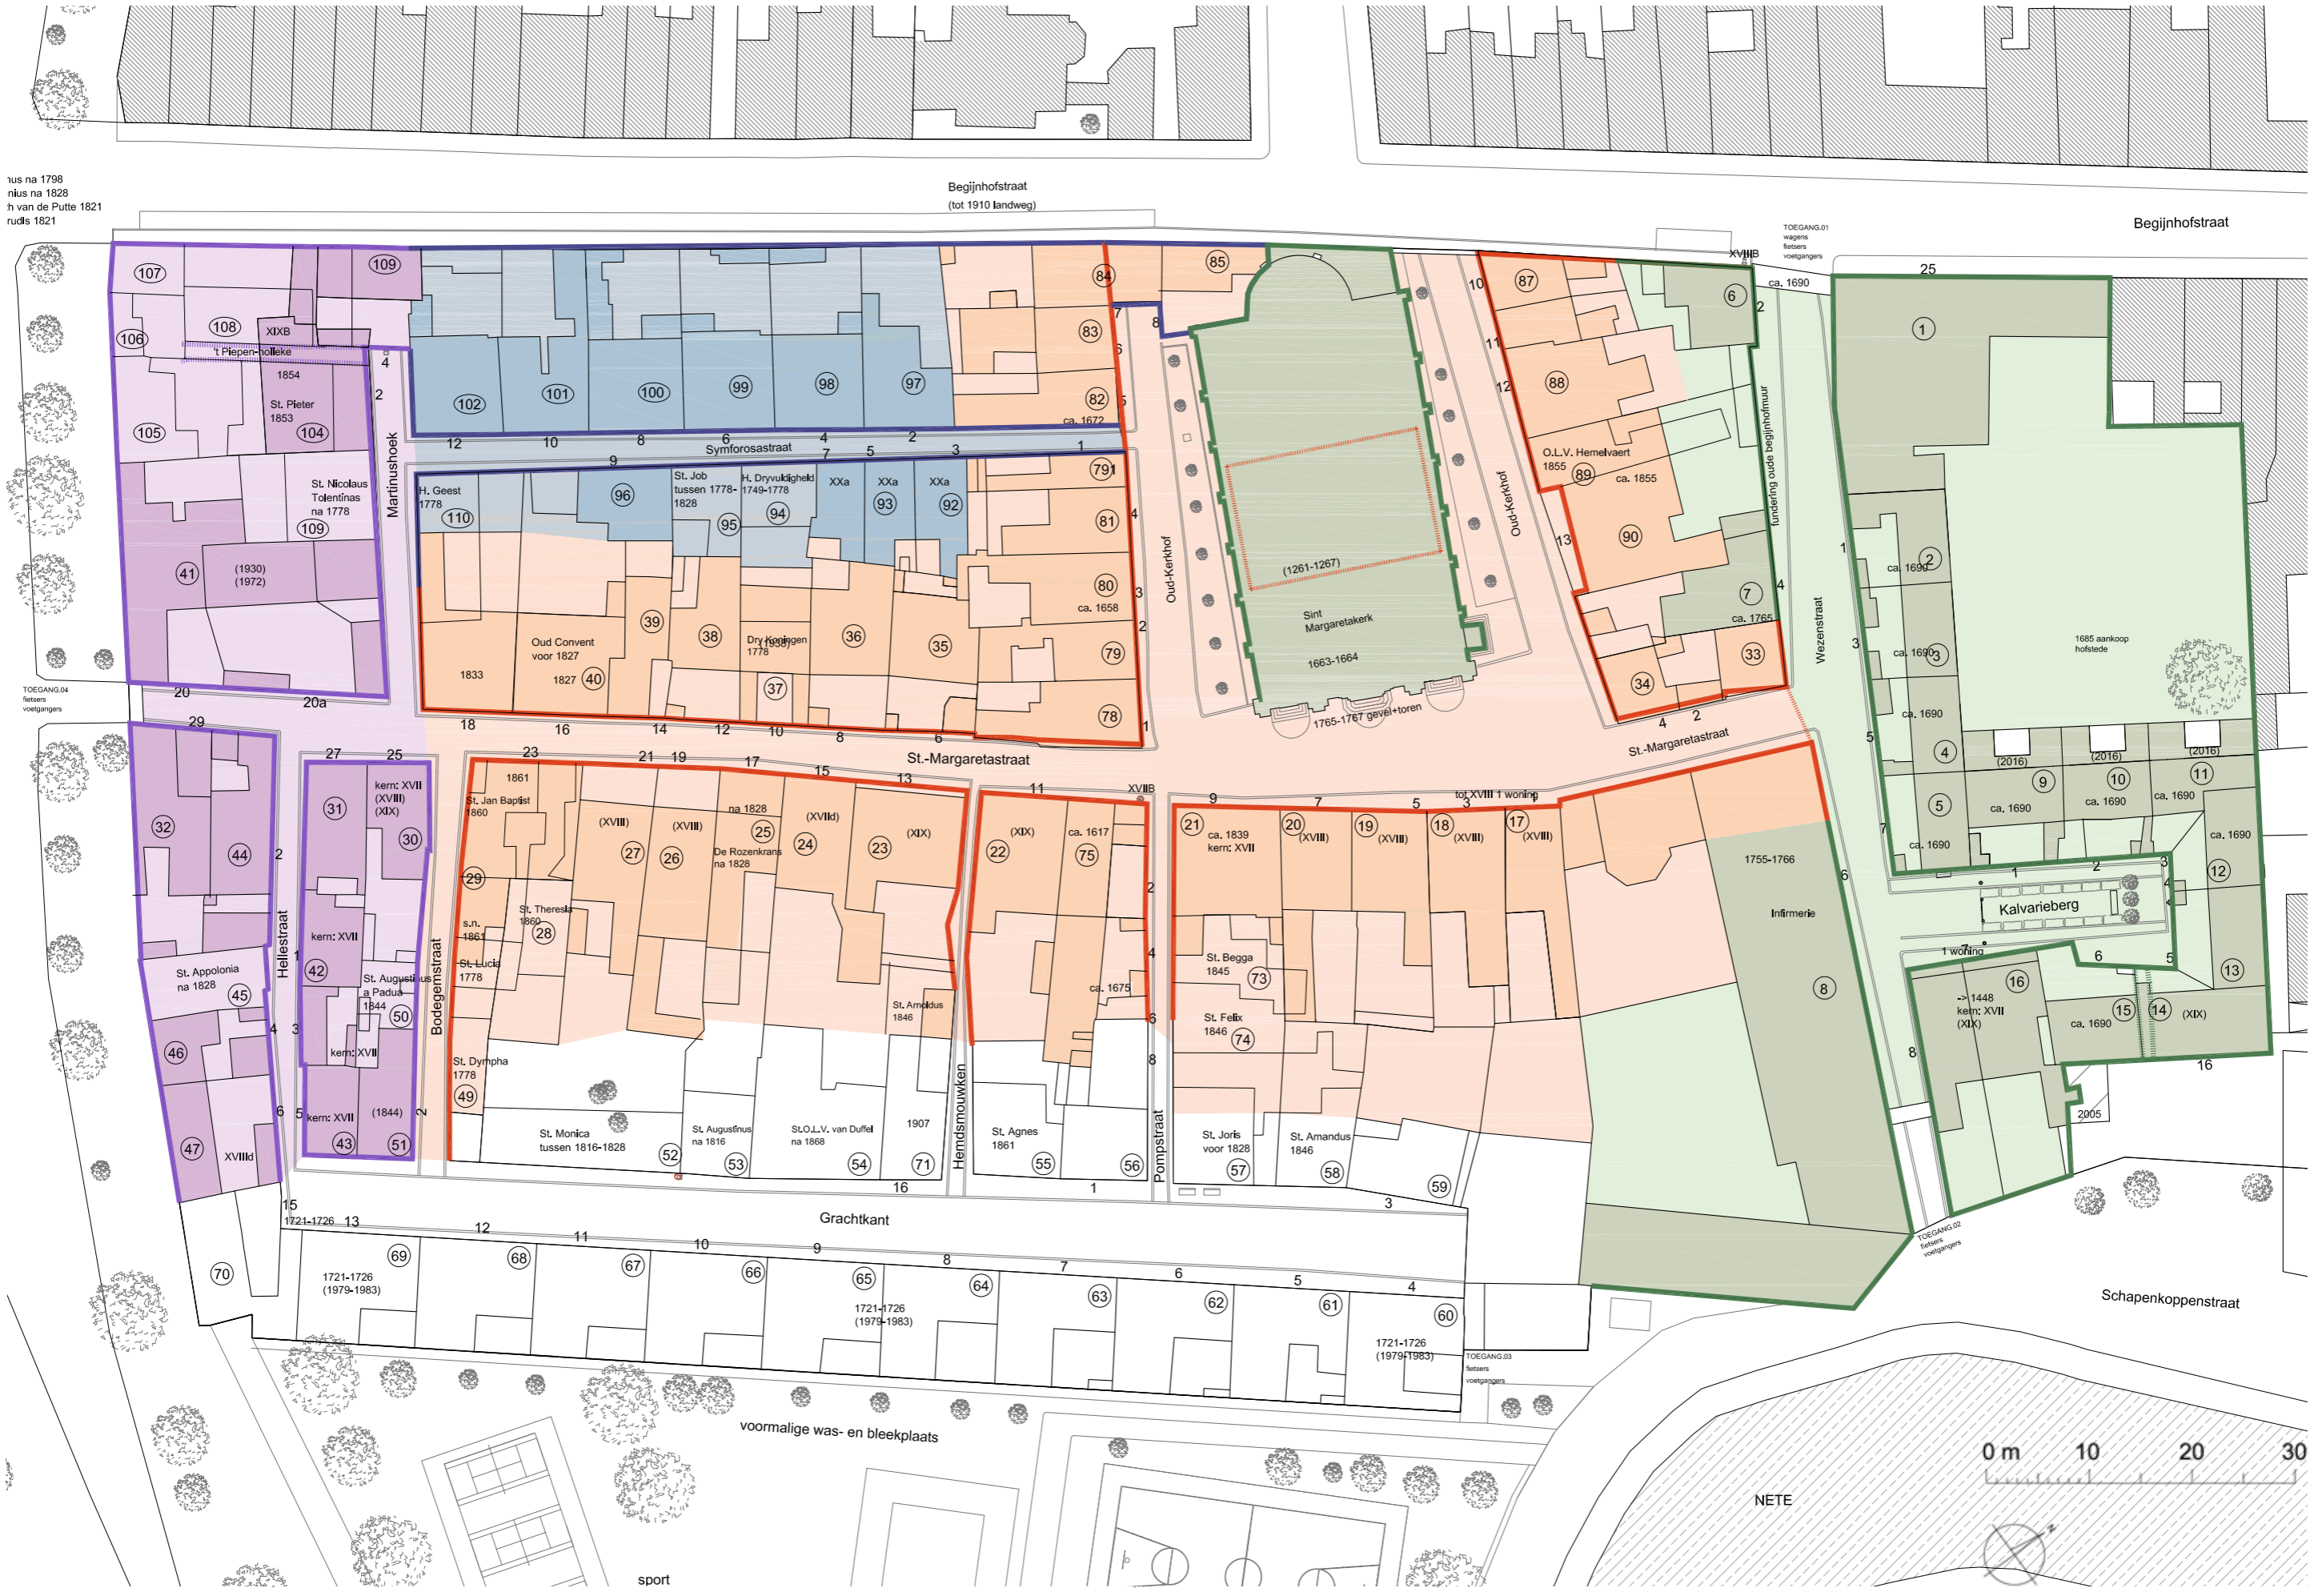 nus na 1798
nius na 1828
h van de Putte 1821
rudis 1821
Begijnhofstraat
(tot 1910 landweg)
TOEGANG.01
wagens
fietsers
voetgangers
Begijnhofstraat
XVIIIB
ca. 1690
25
107
109
108
106
XIXB
't Piepen-holleke
1854
St. Pieter
1853
104
105
4
2
Martinushoek
102
101
100
99
98
97
84
85
83
82
ca. 1672
7
8
6
5
12
10
8
6
4
2
Symforosastraat
9
7
5
3
1
10
11
12
87
88
6
2
1
O.L.V. Hemelvaert
1855
89
ca. 1855
90
13
fundering oude begijnhofmuur
7
ca. 1765
4
33
34
4
2
St. Nicolaus
Tolentinas
na 1778
109
41
(1930)
(1972)
H. Geest
1778
110
96
St. Job
tussen 1778-
1828
95
H. Dryvuldigheid
1749-1778
94
XXa
XXa
93
XXa
92
791
81
4
80
ca. 1658
3
2
79
78
1
1833
Oud Convent
voor 1827
1827
40
39
38
Dry Koningen
1778
(1938)
37
36
35
Oud-Kerkhof
Oud-Kerkhof
(1261-1267)
Sint
Margaretakerk
1663-1664
1765-1767 gevel+toren
Wezenstraat
1
3
5
7
ca. 1690
2
ca. 1690
3
ca. 1690
4
5
ca. 1690
1685 aankoop
hofstede
(2016)
(2016)
(2016)
9
10
11
ca. 1690
ca. 1690
ca. 1690
ca. 1690
12
1
2
3
4
Kalvarieberg
1 woning
7
6
5
13
16
-> 1448
kern: XVII
(XIX)
ca. 1690
15
14
(XIX)
16
2005
8
6
TOEGANG.04
fietsers
voetgangers
20
20a
29
18
16
14
12
10
8
6
St.-Margaretastraat
St.-Margaretastraat
27
25
23
21
19
17
15
13
11
XVIIB
9
7
5
3
1
tot XVIII 1 woning
32
44
2
31
kern: XVII
(XVIII)
(XIX)
30
kern: XVII
42
1
Hellestraat
St. Appolonia
na 1828
45
St. Augustinus
a Padua
1844
50
4
3
46
kern: XVII
6
5
kern: XVII
43
(1844)
51
2
47
XVIIId
Bodegemstraat
1861
St. Jan Baptist
1860
29
s.n.
1861
St. Lucia
1778
St. Theresia
1860
28
(XVIII)
27
(XVIII)
26
na 1828
25
De Rozenkrans
na 1828
(XVIId)
24
(XIX)
23
St. Arnoldus
1846
St. Dympha
1778
49
St. Monica
tussen 1816-1828
52
St. Augustinus
na 1816
53
St.O.L.V. van Duffel
na 1868
54
1907
71
16
Hemdsmouwken
(XIX)
22
ca. 1617
75
2
4
ca. 1675
6
8
St. Agnes
1861
55
56
1
Pompstraat
21
ca. 1839
kern: XVII
20
(XVIII)
19
(XVIII)
18
(XVIII)
17
(XVIII)
St. Begga
1845
73
St. Felix
1846
74
St. Joris
voor 1828
57
St. Amandus
1846
58
59
3
1755-1766
Infirmerie
8
TOEGANG.02
fietsers
voetgangers
Schapenkoppenstraat
15
1721-1726
13
12
11
10
9
8
7
6
5
4
Grachtkant
70
69
1721-1726
(1979-1983)
68
67
66
65
1721-1726
(1979-1983)
64
63
62
61
60
1721-1726
(1979-1983)
TOEGANG.03
fietsers
voetgangers
voormalige was- en bleekplaats
sport
NETE
0 m 10 20 30